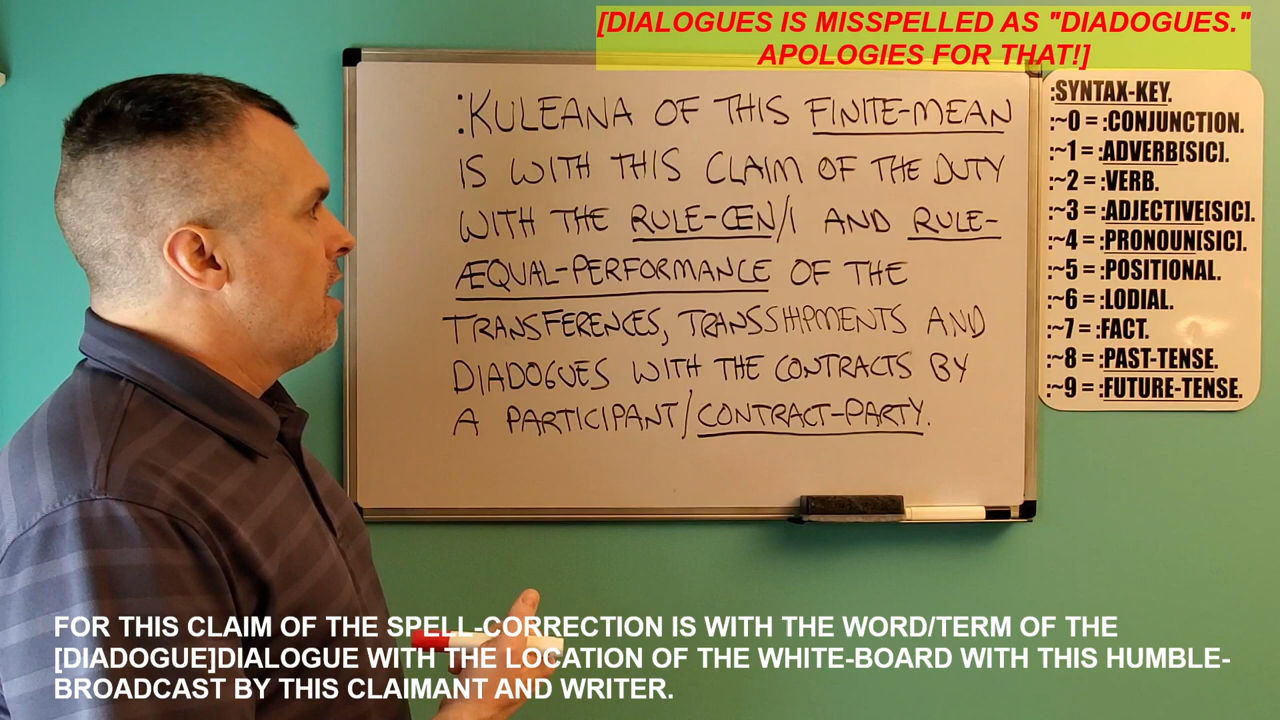 [DIALOGUES IS MISSPELLED AS "DIADOGUES."
APOLOGIES FOR THAT!]
:KULEANA OF THIS FINITE-MEAN
IS WITH THIS CLAIM OF THE DUTY
WITH THE RULE-ŒN/1 AND RULE-
ÆQUAL-PERFORMANCE OF THE
TRANSFERENCES, TRANSSHIPMENTS AND
DIADOGUES WITH THE CONTRACTS BY
A PARTICIPANT/CONTRACT-PARTY.
:SYNTAX-KEY.
:~0 = :CONJUNCTION.
:~1 = :ADVERB[SIC].
:~2 = :VERB.
:~3 = :ADJECTIVE[SIC].
:~4 = :PRONOUN[SIC].
:~5 = :POSITIONAL.
:~6 = :LODIAL.
:~7 = :FACT.
:~8 = :PAST-TENSE.
:~9 = :FUTURE-TENSE.
FOR THIS CLAIM OF THE SPELL-CORRECTION IS WITH THE WORD/TERM OF THE
[DIADOGUE]DIALOGUE WITH THE LOCATION OF THE WHITE-BOARD WITH THIS HUMBLE-
BROADCAST BY THIS CLAIMANT AND WRITER.